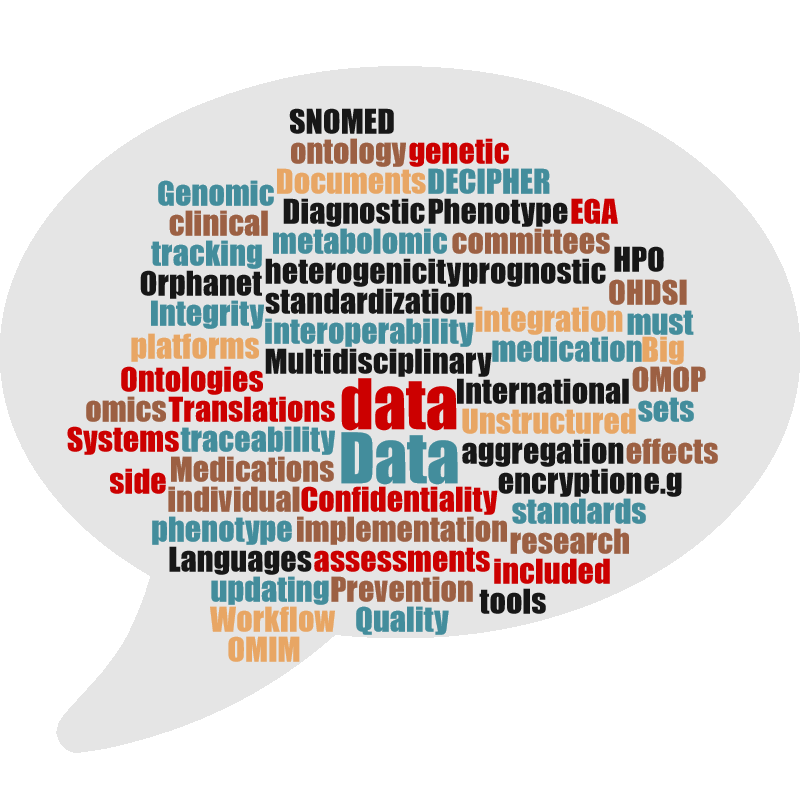 SNOMED
ontology genetic
Documents DECIPHER
Genomic
Diagnostic Phenotype EGA
clinical
metabolomic committees
tracking
HPO
heterogenicity prognostic
Orphanet
OHDSI
standardization
Integrity
integration must
interoperability
platforms
medication Big
Multidisciplinary
Ontologies
OMOP
International
data
omics Translations
sets
Unstructured
Systems traceability
Data
aggregation effects
Medications
side
encryption e.g
individual Confidentiality
standards
phenotype implementation
research
Languages assessments
included
updating Prevention
tools
Workflow Quality
OMIM